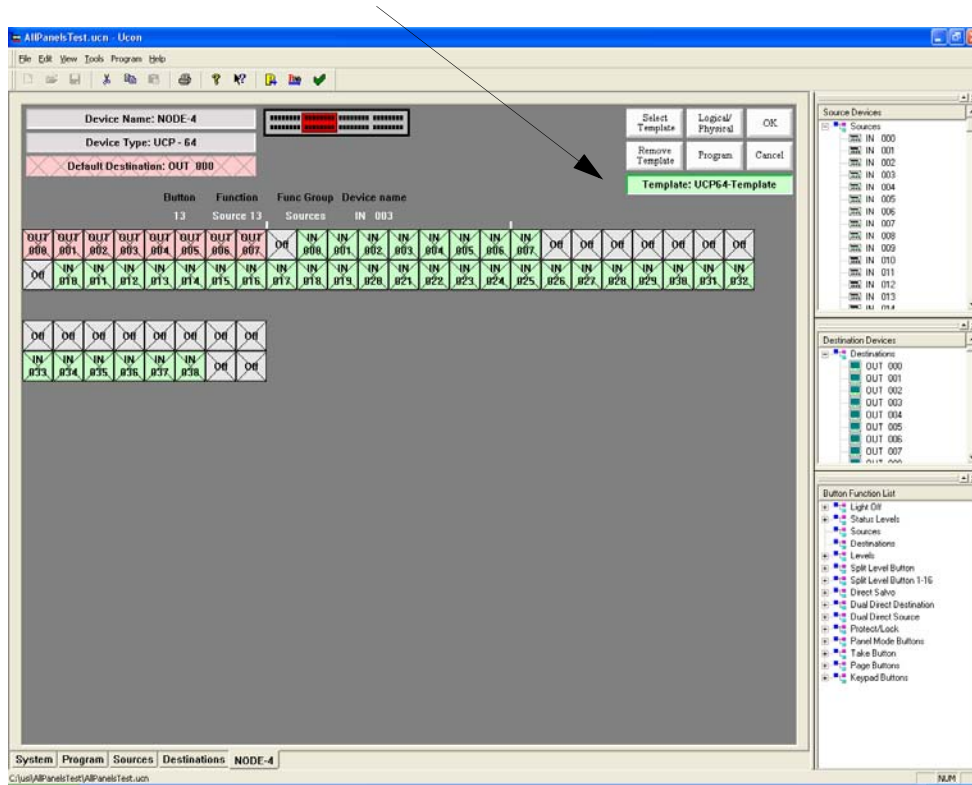 AllPanelsTest.ucn - Ucon
File Edit View Tools Program Help
Device Name: NODE-4
Device Type: UCP - 64
Default Destination: OUT 000
Select Template
Logical/ Physical
OK
Remove Template
Program
Cancel
Template: UCP64-Template
Button Function Func Group Device name
13 Source 13 Sources IN 003
OUT 000 OUT 001 OUT 002 OUT 003 OUT 004 OUT 005 OUT 006 OUT 007 Off IN 000 IN 001 IN 002 IN 003 IN 004 IN 005 IN 006 IN 007 Off Off Off Off Off Off Off
Off IN 010 IN 011 IN 012 IN 013 IN 014 IN 015 IN 016 IN 017 IN 018 IN 019 IN 020 IN 021 IN 022 IN 023 IN 024 IN 025 IN 026 IN 027 IN 028 IN 029 IN 030 IN 031 IN 032
Off Off Off Off Off Off Off Off
IN 033 IN 034 IN 035 IN 036 IN 037 IN 038 Off Off
Source Devices
Sources
IN 000
IN 001
IN 002
IN 003
IN 004
IN 005
IN 006
IN 007
IN 008
IN 009
IN 010
IN 011
IN 012
IN 013
IN 014
Destination Devices
Destinations
OUT 000
OUT 001
OUT 002
OUT 003
OUT 004
OUT 005
OUT 006
OUT 007
Button Function List
Light Off
Status Levels
Sources
Destinations
Levels
Split Level Button
Split Level Button 1-16
Direct Salvo
Dual Direct Destination
Dual Direct Source
Protect/Lock
Panel Mode Buttons
Take Button
Page Buttons
Keypad Buttons
System Program Sources Destinations NODE-4
C:\usl\AllPanelsTest\AllPanelsTest.ucn
NUM